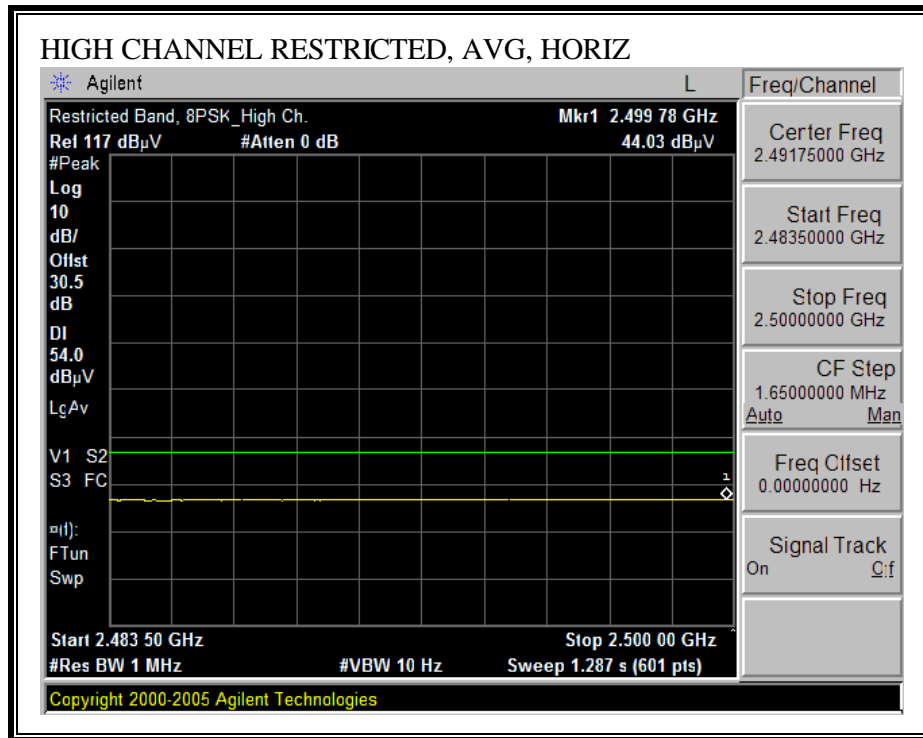 HIGH CHANNEL RESTRICTED, AVG, HORIZ
Agilent L
Freq/Channel
Restricted Band, 8PSK_High Ch.
Mkr1 2.499 78 GHz
Ref 117 dBµV #Atten 0 dB 44.03 dBµV
#Peak
Log
10
dB/
Offst
30.5
dB
DI
54.0
dBµV
LgAv
V1 S2
S3 FC
1
¤(f):
FTun
Swp
Start 2.483 50 GHz Stop 2.500 00 GHz
#Res BW 1 MHz #VBW 10 Hz Sweep 1.287 s (601 pts)
Copyright 2000-2005 Agilent Technologies
Center Freq
2.49175000 GHz
Start Freq
2.48350000 GHz
Stop Freq
2.50000000 GHz
CF Step
1.65000000 MHz
Auto Man
Freq Offset
0.00000000 Hz
Signal Track
On Off